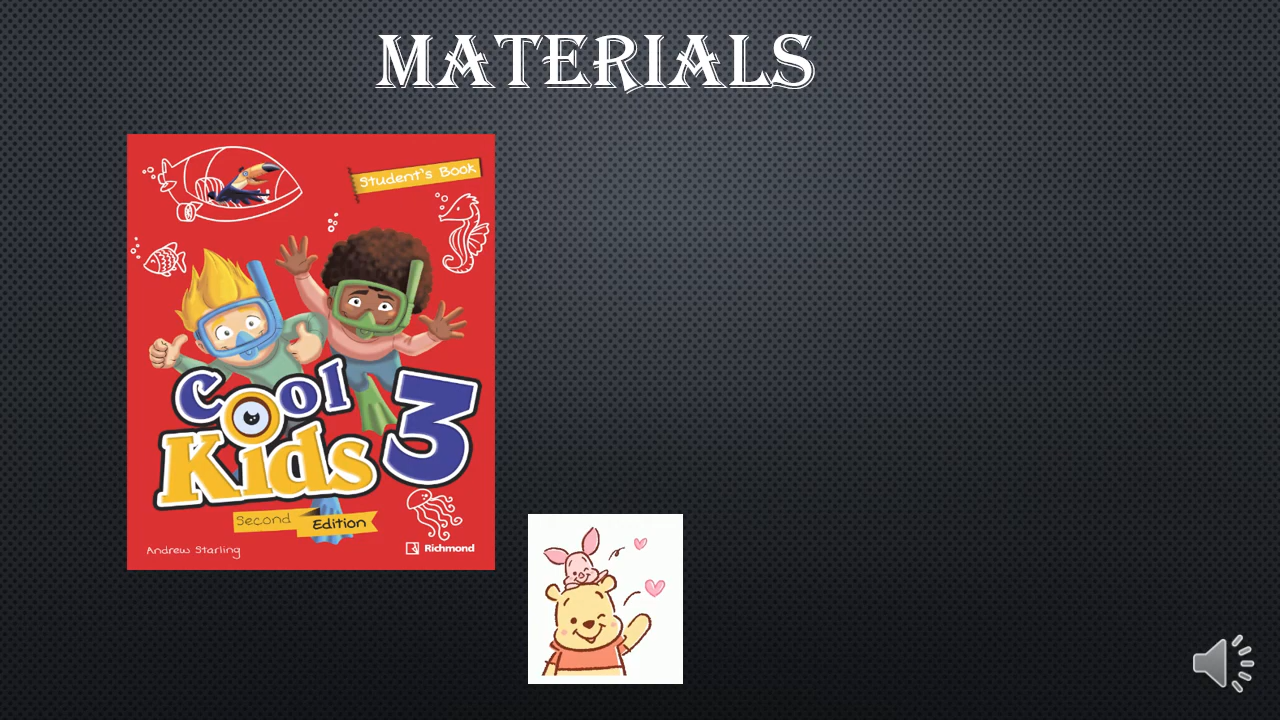 MATERIALS
Student's Book
Cool
Kids 3
Second Edition
Andrew Starling
Richmond